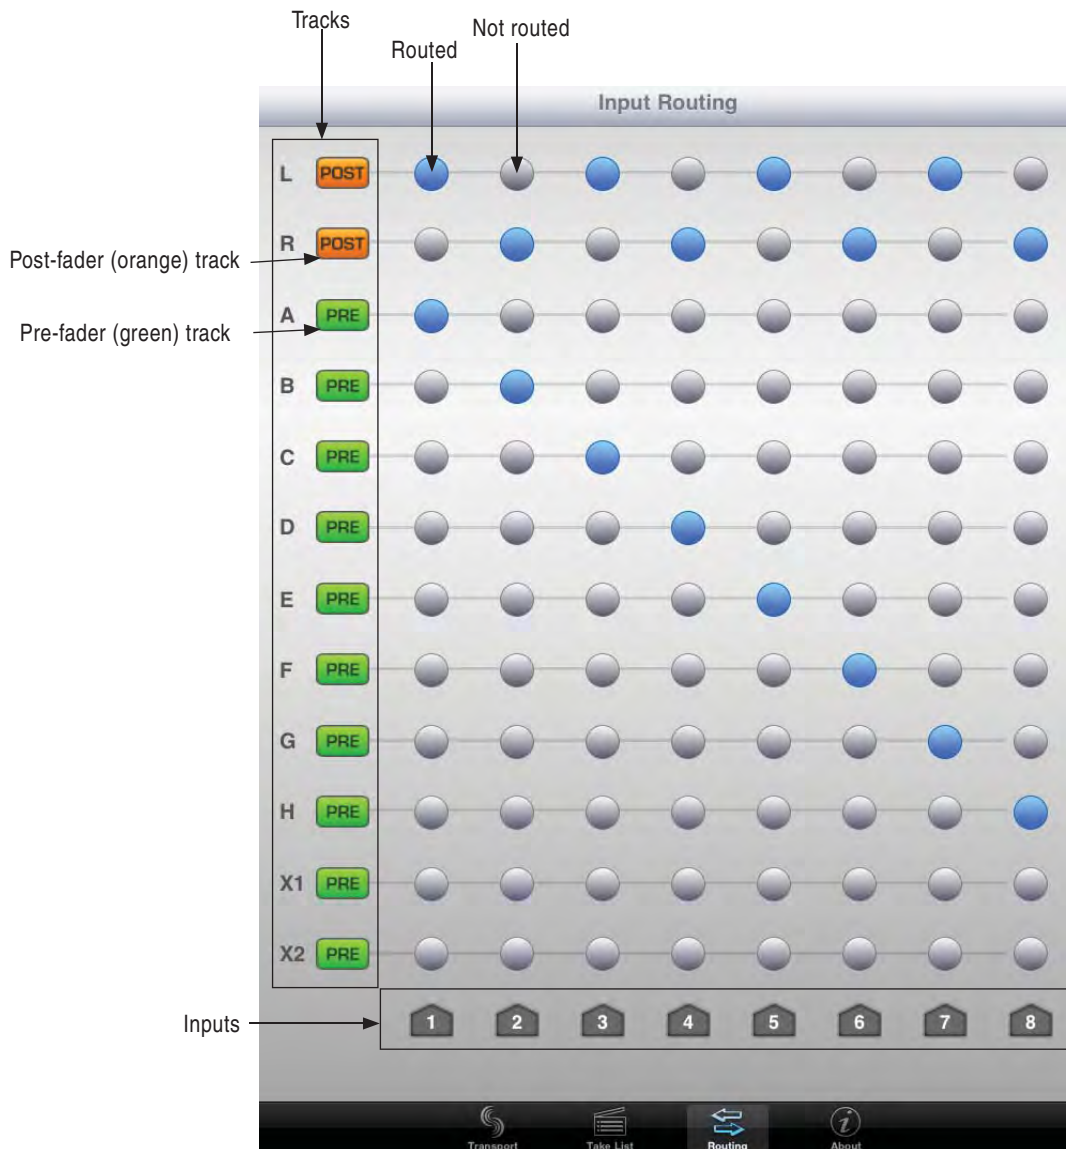 Tracks
Routed
Not routed
Input Routing
L POST
R POST
Post-fader (orange) track
A PRE
Pre-fader (green) track
B PRE
C PRE
D PRE
E PRE
F PRE
G PRE
H PRE
X1 PRE
X2 PRE
Inputs
1 2 3 4 5 6 7 8
Transport Take List Routing About